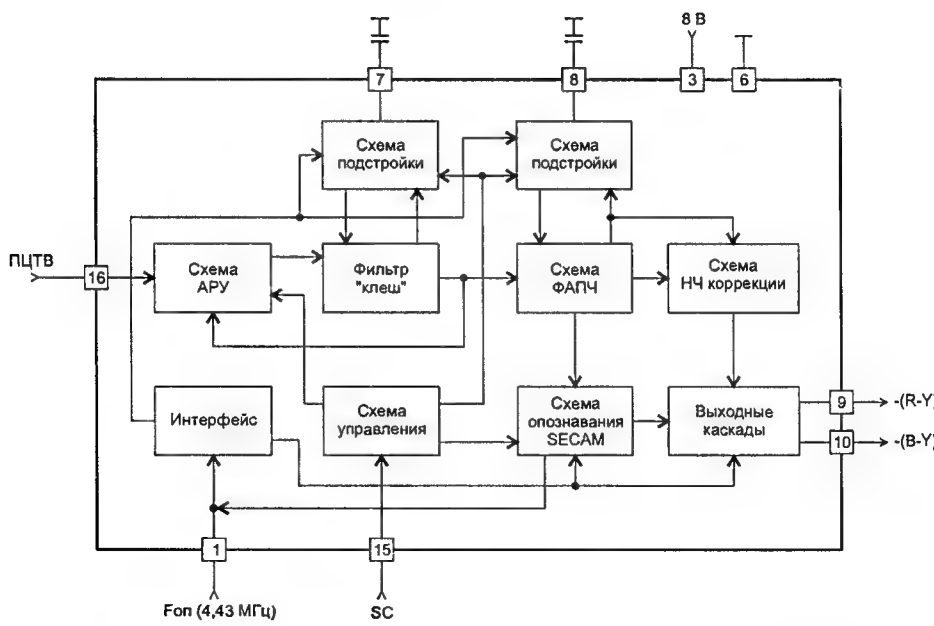 8 В
7
8
3
6
Схема
подстройки
Схема
подстройки
ПЦТВ
16
Схема
АРУ
Фильтр
"клеш"
Схема
ФАПЧ
Схема
НЧ коррекции
Интерфейс
Схема
управления
Схема
опознавания
SECAM
Выходные
каскады
9
-(R-Y)
10
-(B-Y)
1
15
Fоп (4,43 МГц)
SC